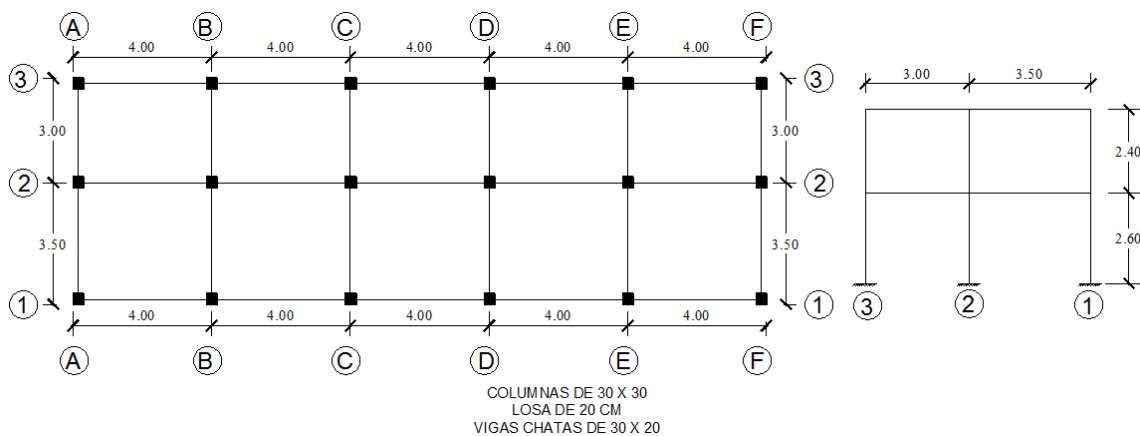 A B C D E F
4.00 4.00 4.00 4.00 4.00
3 3
3.00 3.00
2 2
3.50 3.50
1 1
4.00 4.00 4.00 4.00 4.00
A B C D E F
3.00 3.50
2.40
2.60
3 2 1
COLUMNAS DE 30 X 30
LOSA DE 20 CM
VIGAS CHATAS DE 30 X 20